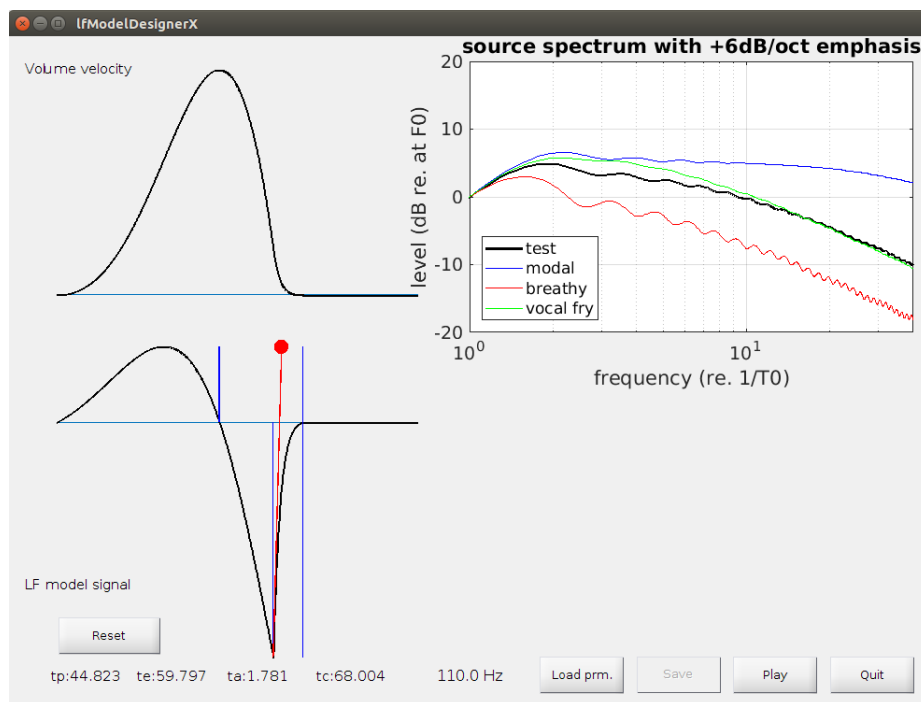 lfModelDesignerX
Volume velocity
source spectrum with +6dB/oct emphasis
level (dB re. at F0)
20
10
0
-10
-20
test
modal
breathy
vocal fry
10^0
10^1
frequency (re. 1/T0)
LF model signal
Reset
tp:44.823 te:59.797 ta:1.781 tc:68.004 110.0 Hz
Load prm. Save Play Quit